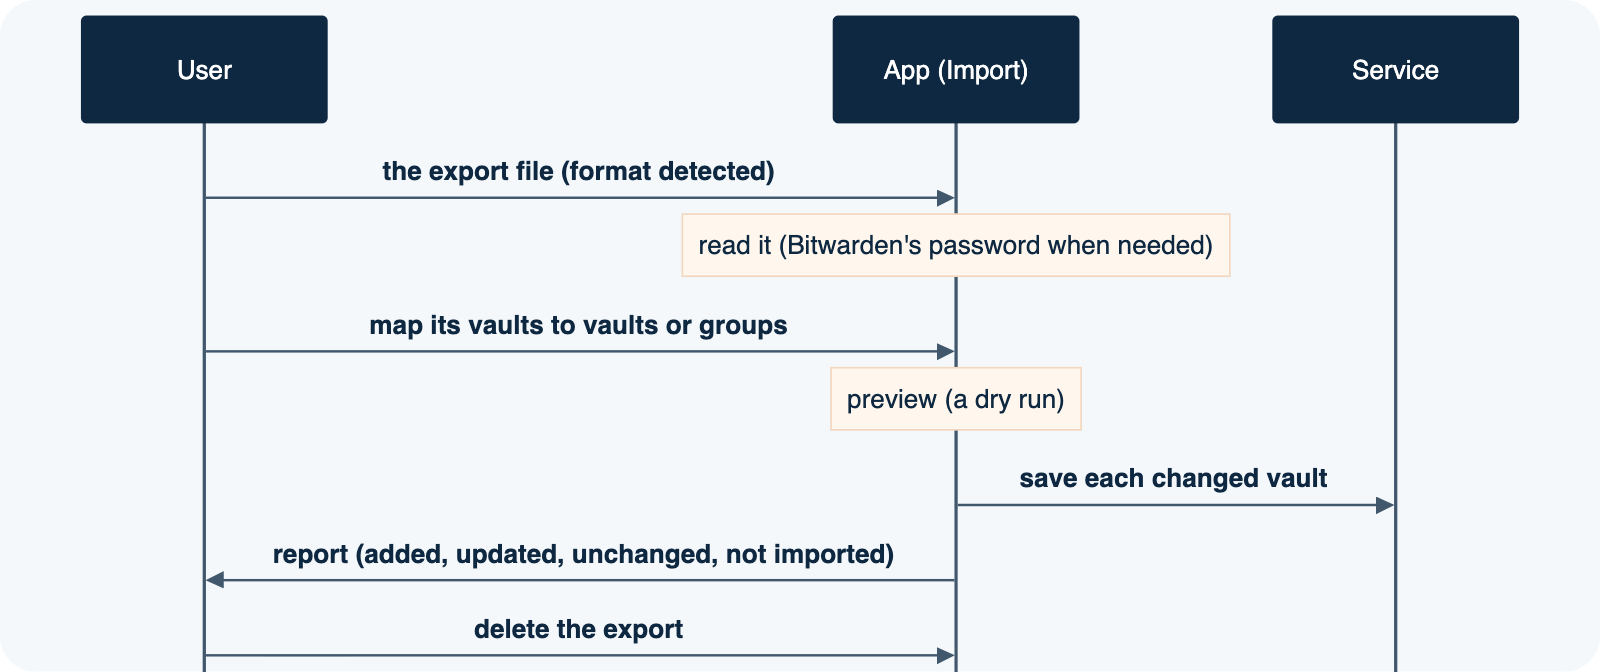 User
App (Import)
Service
the export file (format detected)
read it (Bitwarden's password when needed)
map its vaults to vaults or groups
preview (a dry run)
save each changed vault
report (added, updated, unchanged, not imported)
delete the export